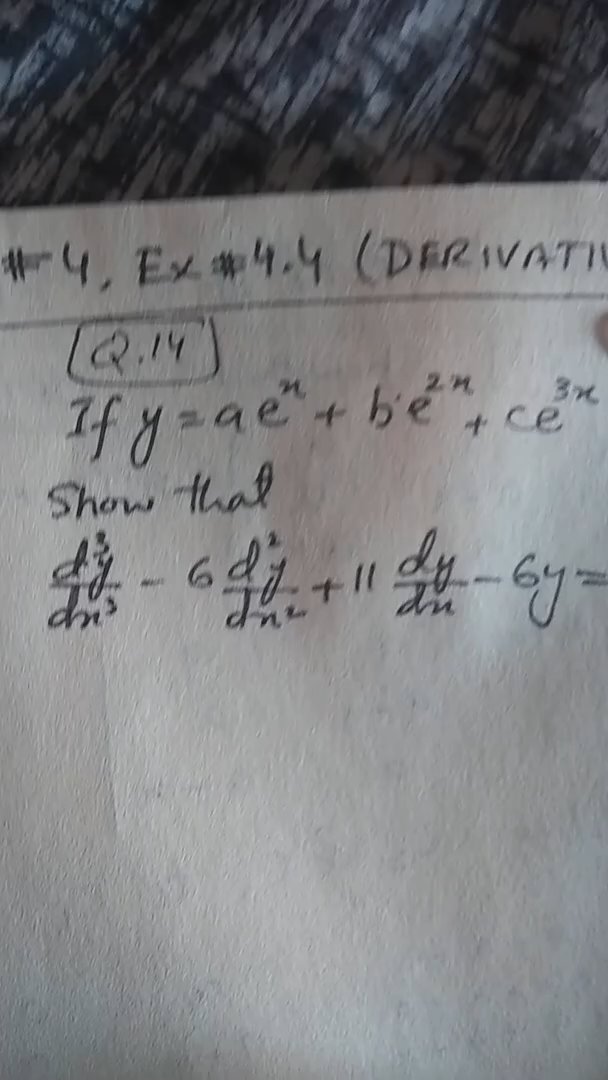 #4, Ex #4.4 (DERIVATI
Q.14
If y = ae^x + be^2x + ce^3x
Show that
d³y/dx³ - 6 d²y/dx² + 11 dy/dx - 6y =